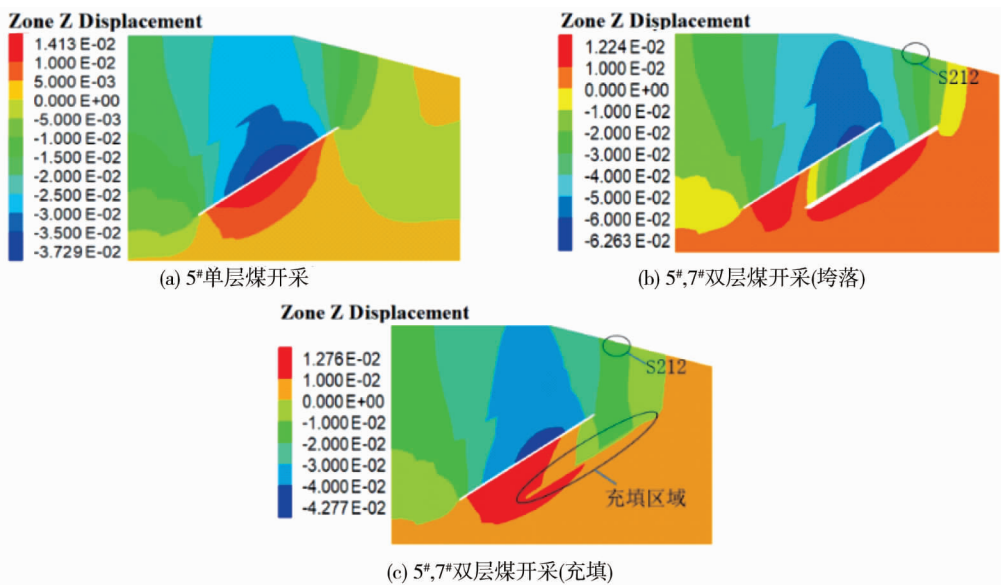 Zone Z Displacement
1.413 E-02
1.000 E-02
5.000 E-03
0.000 E+00
-5.000 E-03
-1.000 E-02
-1.500 E-02
-2.000 E-02
-2.500 E-02
-3.000 E-02
-3.500 E-02
-3.729 E-02
(a) 5#单层煤开采
Zone Z Displacement
1.224 E-02
1.000 E-02
0.000 E+00
-1.000 E-02
-2.000 E-02
-3.000 E-02
-4.000 E-02
-5.000 E-02
-6.000 E-02
-6.263 E-02
S212
(b) 5#,7#双层煤开采(垮落)
Zone Z Displacement
1.276 E-02
1.000 E-02
0.000 E+00
-1.000 E-02
-2.000 E-02
-3.000 E-02
-4.000 E-02
-4.277 E-02
S212
充填区域
(c) 5#,7#双层煤开采(充填)